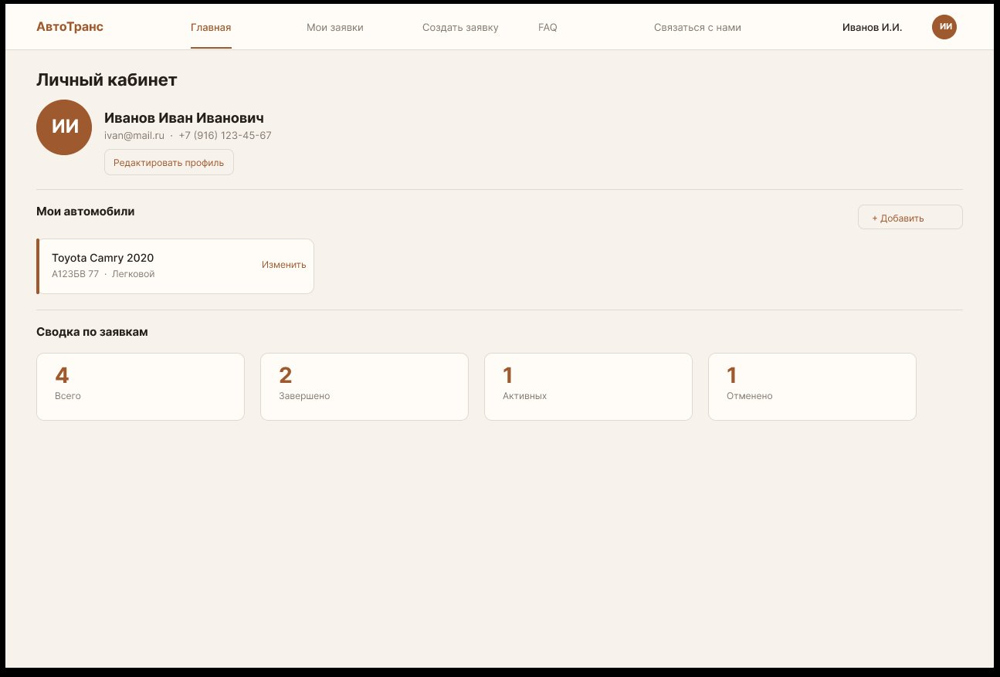 АвтоТранс Главная Мои заявки Создать заявку FAQ Связаться с нами Иванов И.И. ИИ
Личный кабинет
ИИ
Иванов Иван Иванович
ivan@mail.ru · +7 (916) 123-45-67
Редактировать профиль
Мои автомобили
+ Добавить
Toyota Camry 2020
А123БВ 77 · Легковой
Изменить
Сводка по заявкам
4
Всего
2
Завершено
1
Активных
1
Отменено